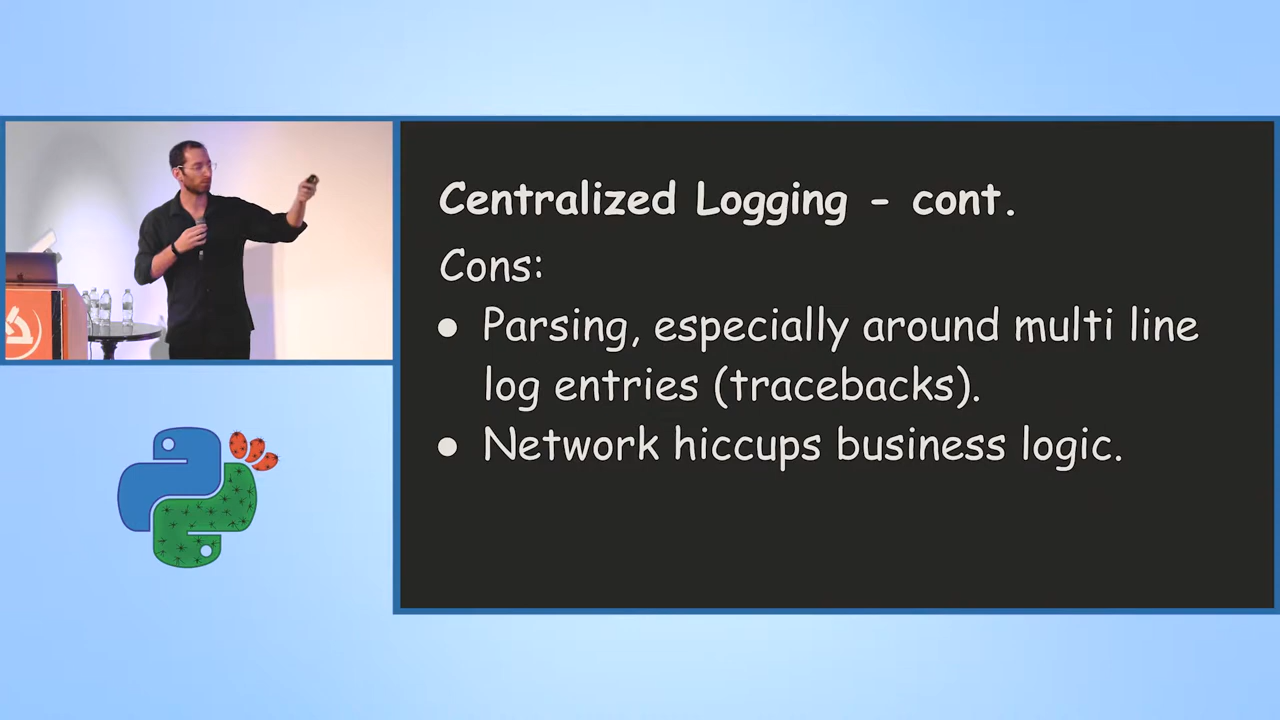 Centralized Logging - cont.
Cons:
● Parsing, especially around multi line
log entries (tracebacks).
● Network hiccups business logic.